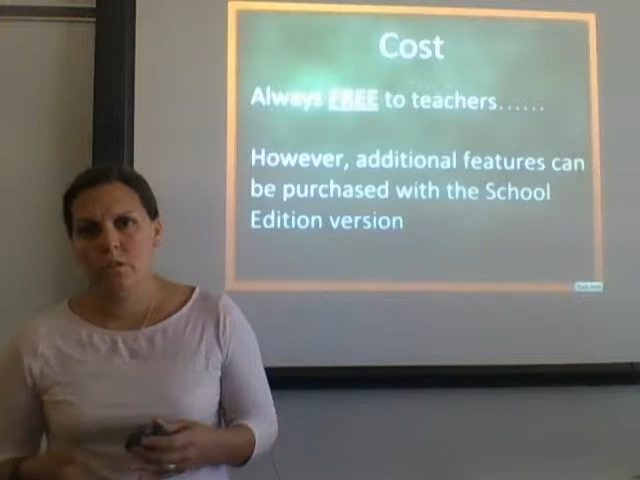 Cost
Always FREE to teachers......
However, additional features can
be purchased with the School
Edition version